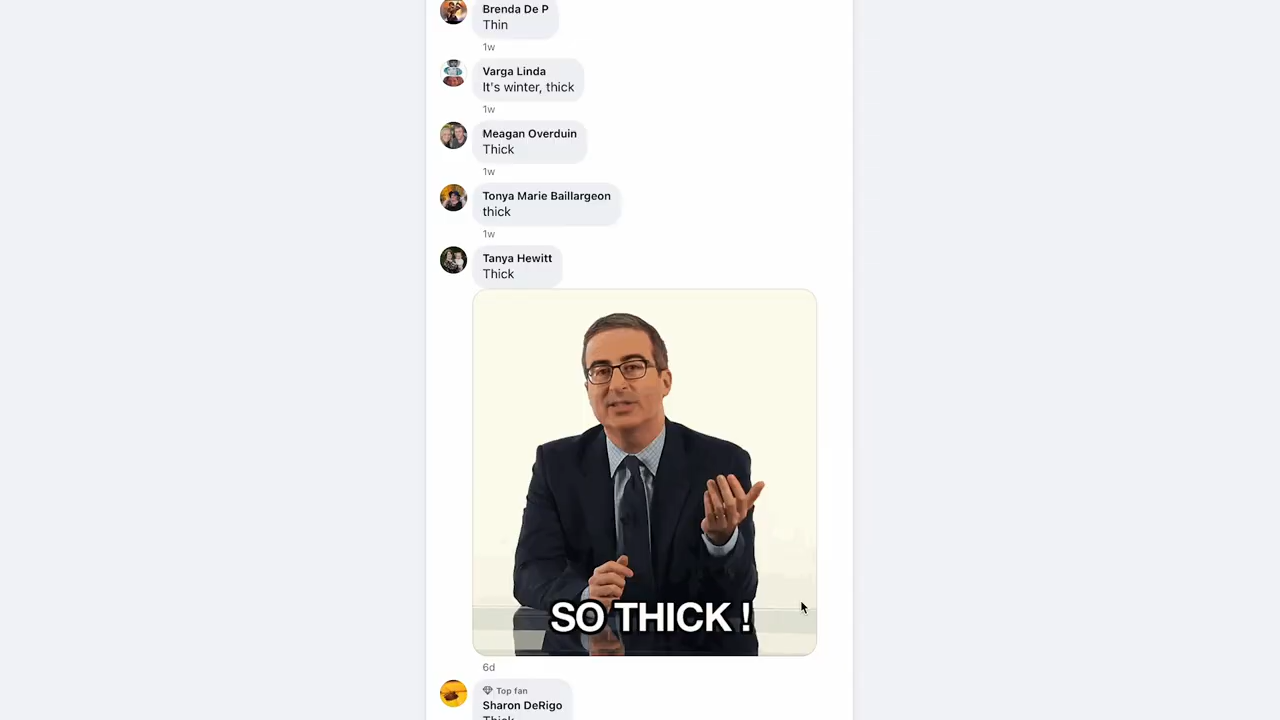 Brenda De P
Thin
1w
Varga Linda
It's winter, thick
1w
Meagan Overduin
Thick
1w
Tonya Marie Baillargeon
thick
1w
Tanya Hewitt
Thick
SO THICK !
6d
Top fan
Sharon DeRigo
Thick